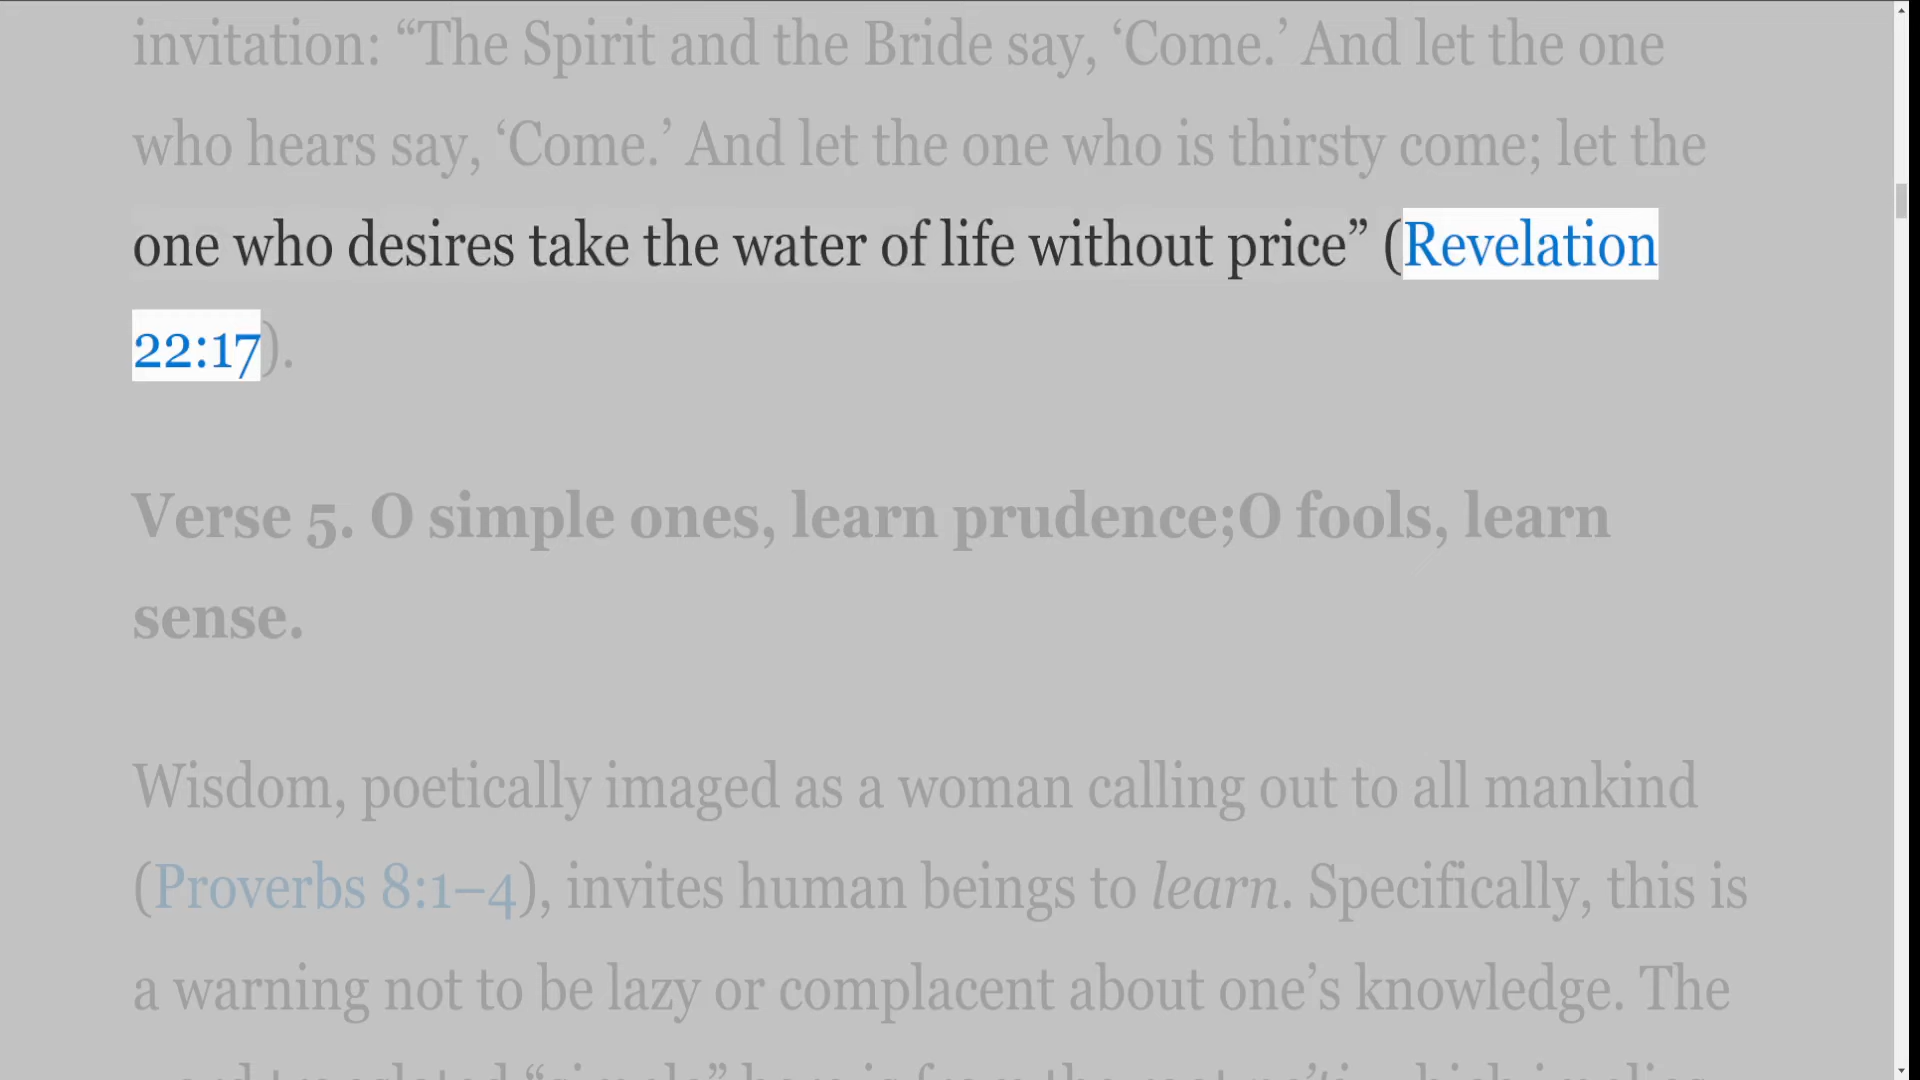 invitation: “The Spirit and the Bride say, ‘Come.’ And let the one
who hears say, ‘Come.’ And let the one who is thirsty come; let the
one who desires take the water of life without price” (Revelation
22:17).
Verse 5. O simple ones, learn prudence;O fools, learn
sense.
Wisdom, poetically imaged as a woman calling out to all mankind
(Proverbs 8:1–4), invites human beings to learn. Specifically, this is
a warning not to be lazy or complacent about one’s knowledge. The